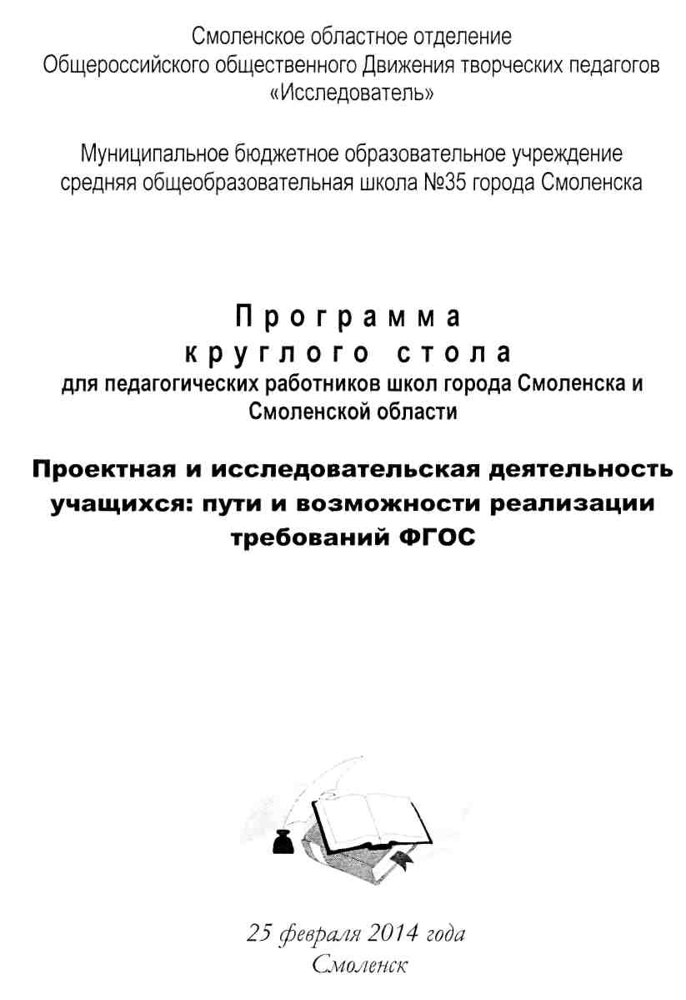 Смоленское областное отделение
Общероссийского общественного Движения творческих педагогов
«Исследователь»
Муниципальное бюджетное образовательное учреждение
средняя общеобразовательная школа №35 города Смоленска
Программа
круглого стола
для педагогических работников школ города Смоленска и
Смоленской области
Проектная и исследовательская деятельность
учащихся: пути и возможности реализации
требований ФГОС
25 февраля 2014 года
Смоленск